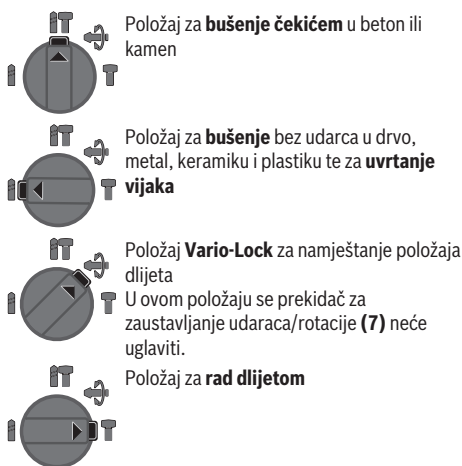 Položaj za bušenje čekićem u beton ili
kamen
Položaj za bušenje bez udarca u drvo,
metal, keramiku i plastiku te za uvrtanje
vijaka
Položaj Vario-Lock za namještanje položaja
dlijeta
U ovom položaju se prekidač za
zaustavljanje udaraca/rotacije (7) neće
uglaviti.
Položaj za rad dlijetom